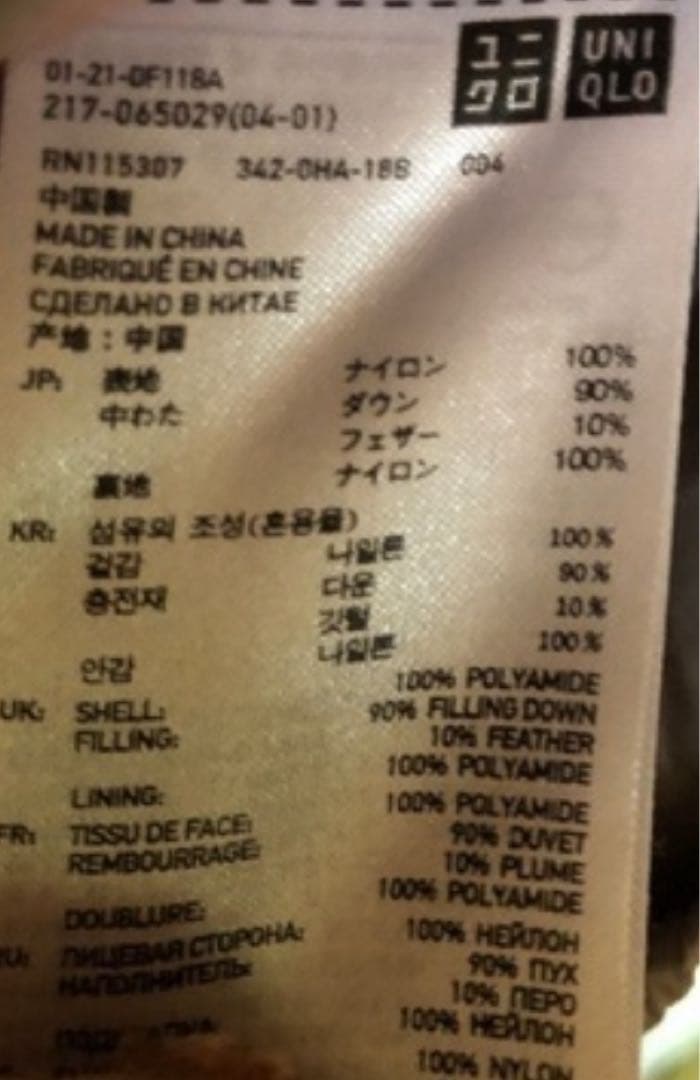 ユニクロ UNIQLO
01-21-0F118A
217-065029(04-01)
RN115307 342-0HA-18S 004
中国製
MADE IN CHINA
FABRIQUÉ EN CHINE
СДЕЛАНО В КИТАЕ
产地：中国
JP: 表地 ナイロン 100%
中わた ダウン 90%
フェザー 10%
裏地 ナイロン 100%
KR: 섬유의 조성(혼용률)
겉감 나일론 100%
충전재 다운 90%
깃털 10%
안감 나일론 100%
UK: SHELL: 100% POLYAMIDE
FILLING: 90% FILLING DOWN
10% FEATHER
LINING: 100% POLYAMIDE
FR: TISSU DE FACE: 100% POLYAMIDE
REMBOURRAGE: 90% DUVET
10% PLUME
DOUBLURE: 100% POLYAMIDE
RU: ЛИЦЕВАЯ СТОРОНА: 100% НЕЙЛОН
НАПОЛНИТЕЛЬ: 90% ПУХ
10% ПЕРО
100% НЕЙЛОН
100% NYLON